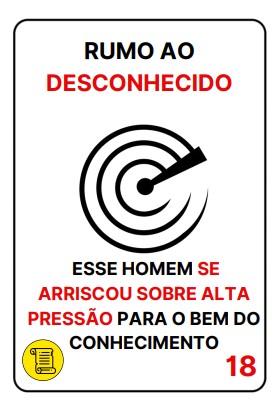 RUMO AO
DESCONHECIDO
ESSE HOMEM SE
ARRISCOU SOBRE ALTA
PRESSÃO PARA O BEM DO
CONHECIMENTO
18